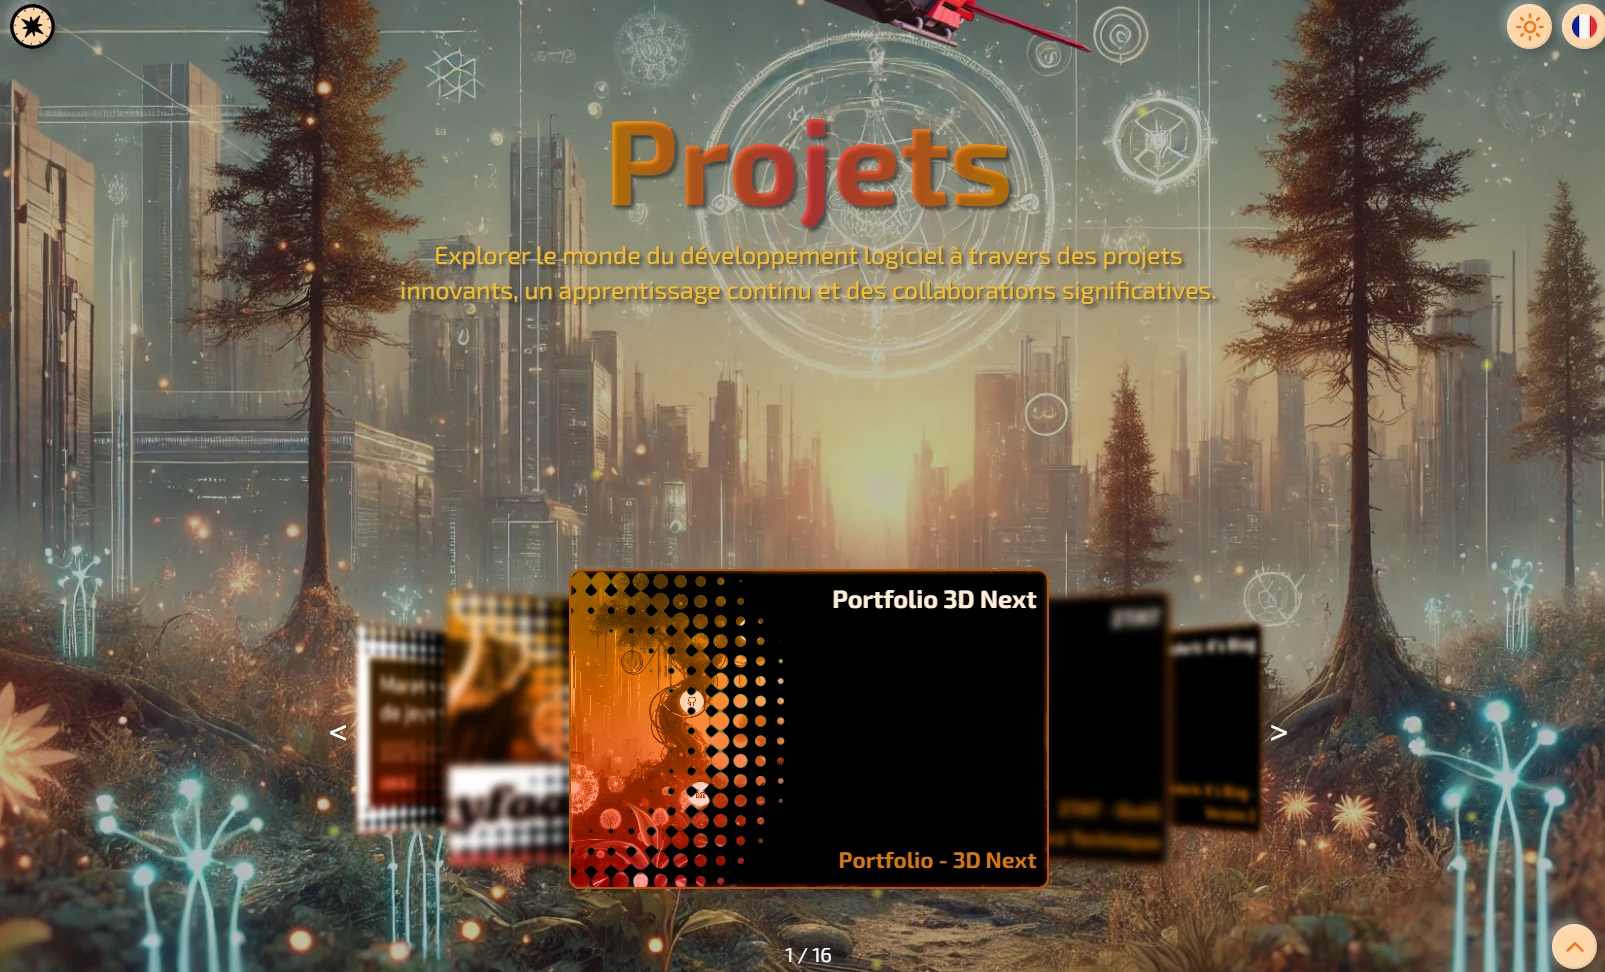 Projets
Explorer le monde du développement logiciel à travers des projets
innovants, un apprentissage continu et des collaborations significatives.
Portfolio 3D Next
<
>
Portfolio - 3D Next
1 / 16